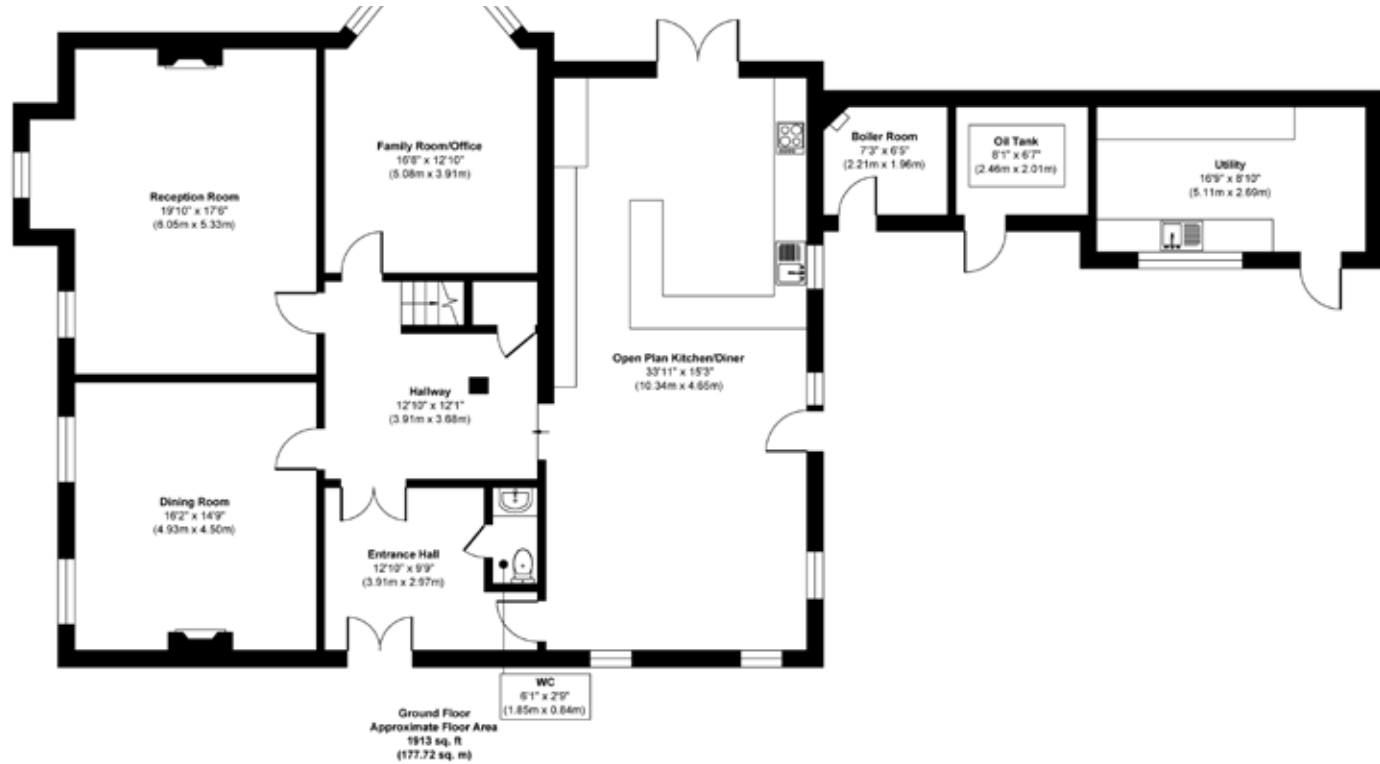 Family Room/Office
16'8" x 12'10"
(5.08m x 3.91m)
Boiler Room
7'3" x 6'5"
(2.21m x 1.96m)
Oil Tank
8'1" x 6'7"
(2.46m x 2.01m)
Utility
16'9" x 8'10"
(5.11m x 2.69m)
Reception Room
19'10" x 17'6"
(6.05m x 5.33m)
Open Plan Kitchen/Diner
33'11" x 15'3"
(10.34m x 4.65m)
Hallway
12'10" x 12'1"
(3.91m x 3.68m)
Dining Room
16'2" x 14'9"
(4.93m x 4.50m)
Entrance Hall
12'10" x 9'9"
(3.91m x 2.97m)
WC
6'1" x 2'9"
(1.85m x 0.84m)
Ground Floor
Approximate Floor Area
1913 sq. ft
(177.72 sq. m)